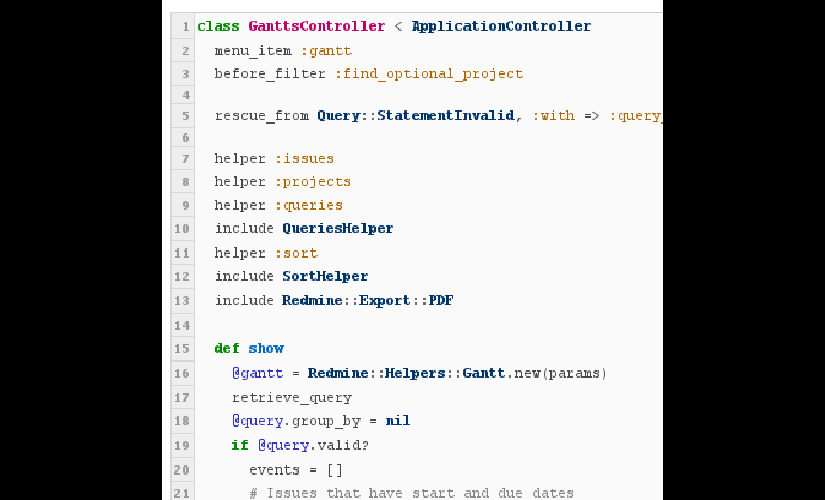 1 class GanttsController < ApplicationController
2 menu_item :gantt
3 before_filter :find_optional_project
4
5 rescue_from Query::StatementInvalid, :with => :query_
6
7 helper :issues
8 helper :projects
9 helper :queries
10 include QueriesHelper
11 helper :sort
12 include SortHelper
13 include Redmine::Export::PDF
14
15 def show
16 @gantt = Redmine::Helpers::Gantt.new(params)
17 retrieve_query
18 @query.group_by = nil
19 if @query.valid?
20 events = []
21 # Issues that have start and due dates